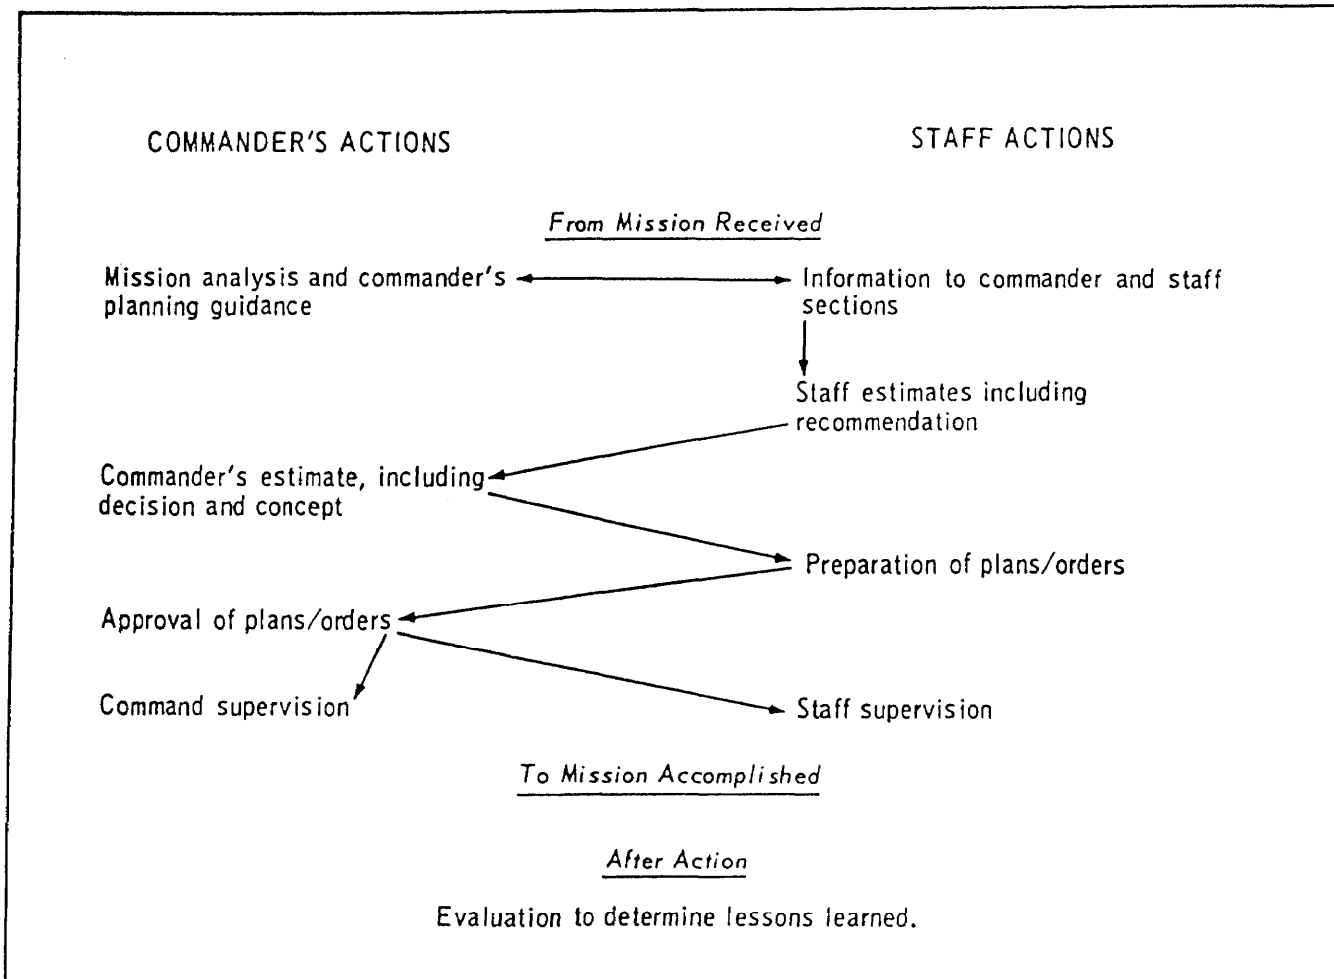 COMMANDER'S ACTIONS
STAFF ACTIONS
From Mission Received
Mission analysis and commander's
planning guidance
Information to commander and staff
sections
Staff estimates including
recommendation
Commander's estimate, including
decision and concept
Preparation of plans/orders
Approval of plans/orders
Command supervision
Staff supervision
To Mission Accomplished
After Action
Evaluation to determine lessons learned.